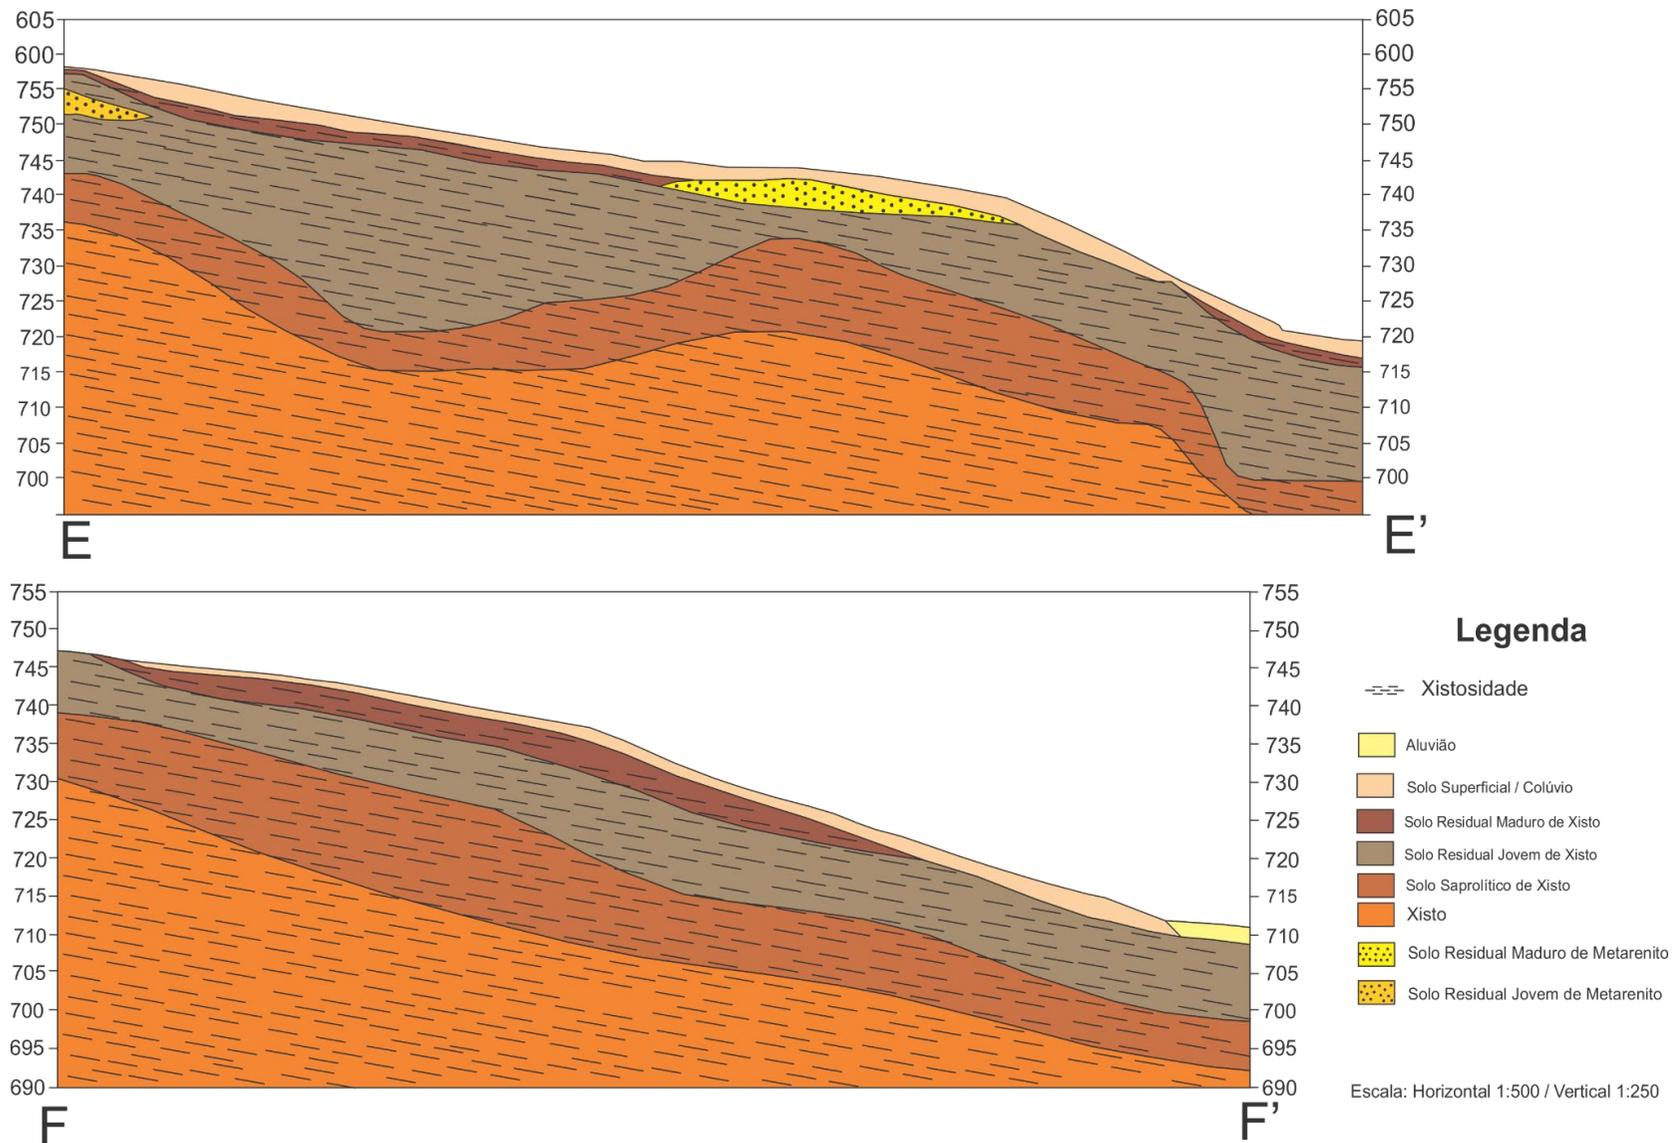 605 605
600 600
755 755
750 750
745 745
740 740
735 735
730 730
725 725
720 720
715 715
710 710
705 705
700 700
E E’
755 755
750 750
745 745
740 740
735 735
730 730
725 725
720 720
715 715
710 710
705 705
700 700
695 695
690 690
F F’
Legenda
Xistosidade
Aluvião
Solo Superficial / Colúvio
Solo Residual Maduro de Xisto
Solo Residual Jovem de Xisto
Solo Saprolítico de Xisto
Xisto
Solo Residual Maduro de Metarenito
Solo Residual Jovem de Metarenito
Escala: Horizontal 1:500 / Vertical 1:250